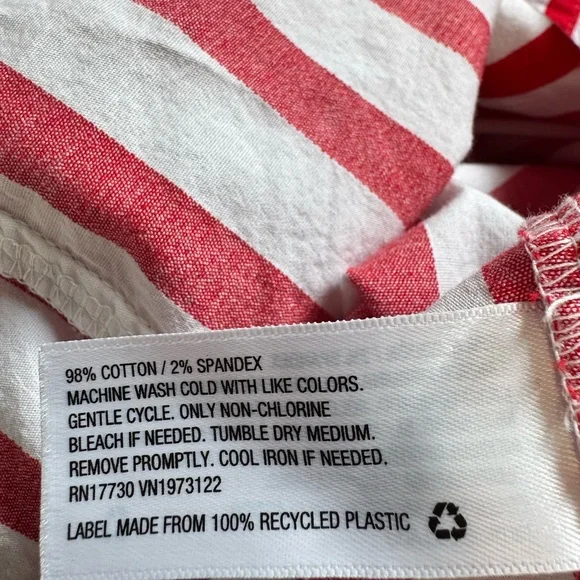 98% COTTON / 2% SPANDEX
MACHINE WASH COLD WITH LIKE COLORS.
GENTLE CYCLE. ONLY NON-CHLORINE
BLEACH IF NEEDED. TUMBLE DRY MEDIUM.
REMOVE PROMPTLY. COOL IRON IF NEEDED.
RN17730 VN1973122
LABEL MADE FROM 100% RECYCLED PLASTIC